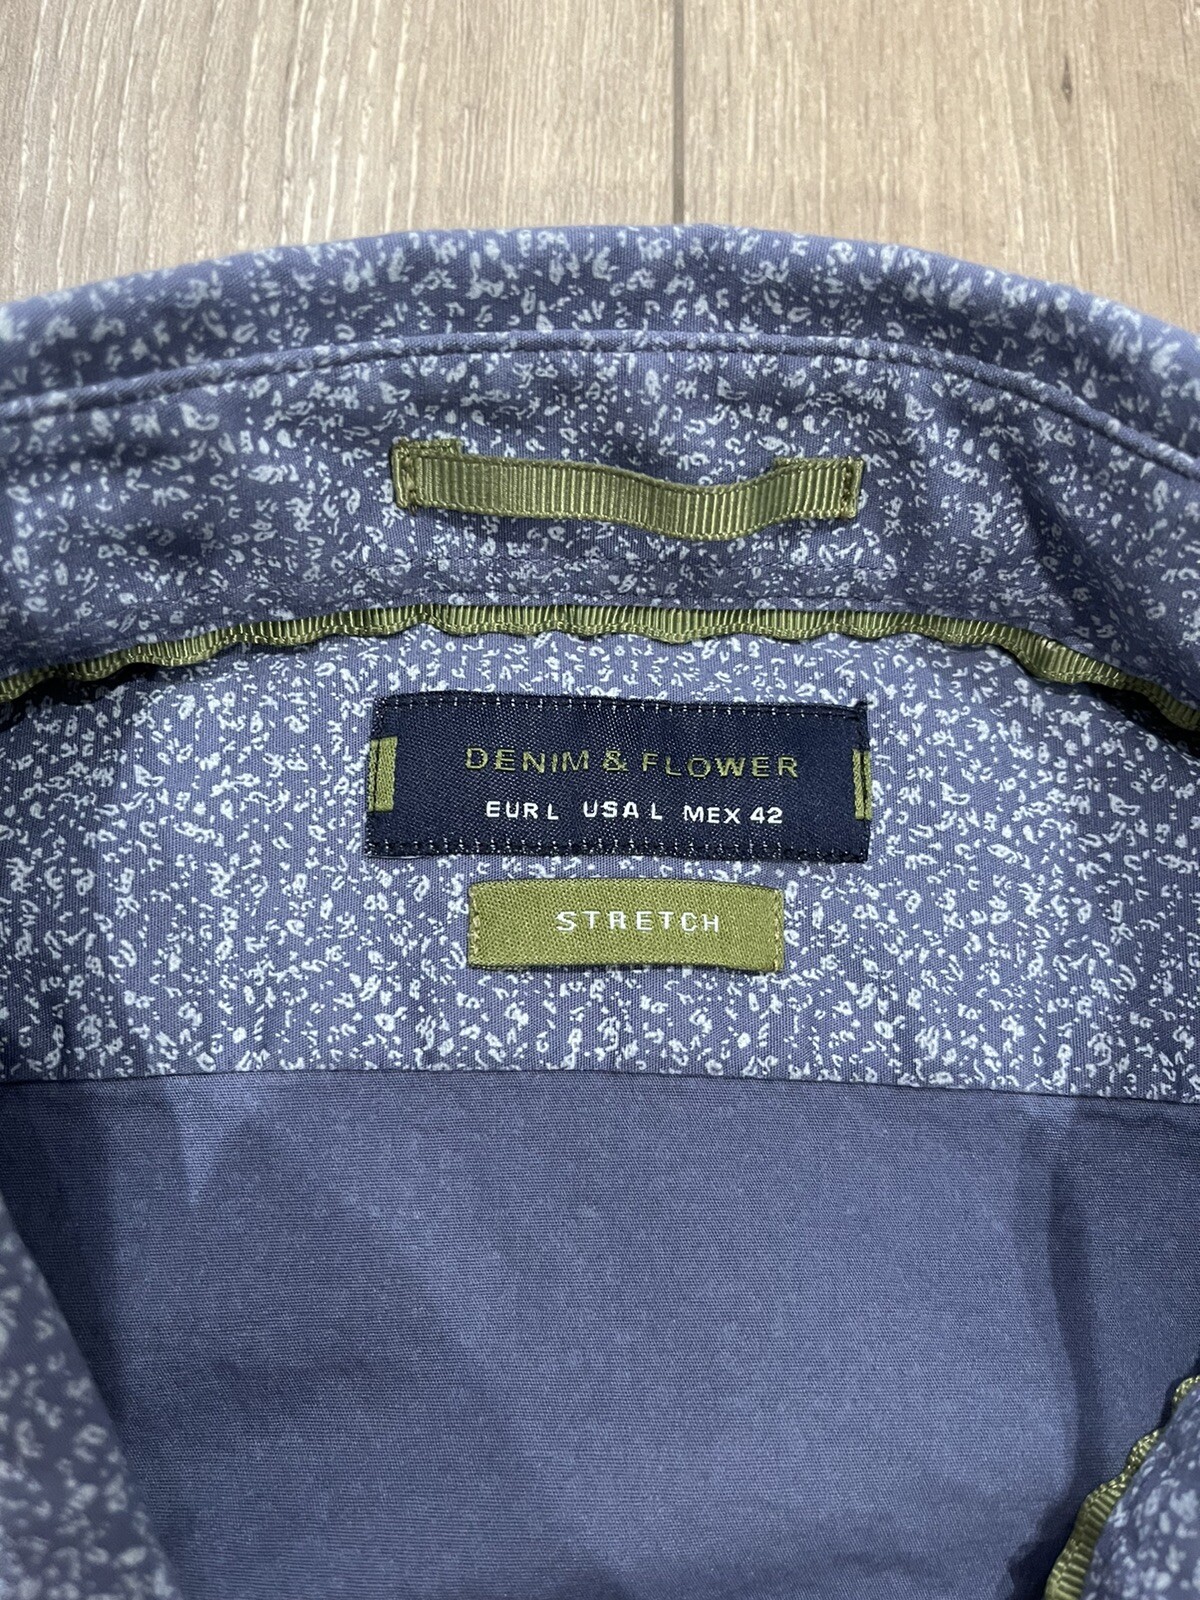 DENIM & FLOWER
EUR L USA L MEX 42
STRETCH